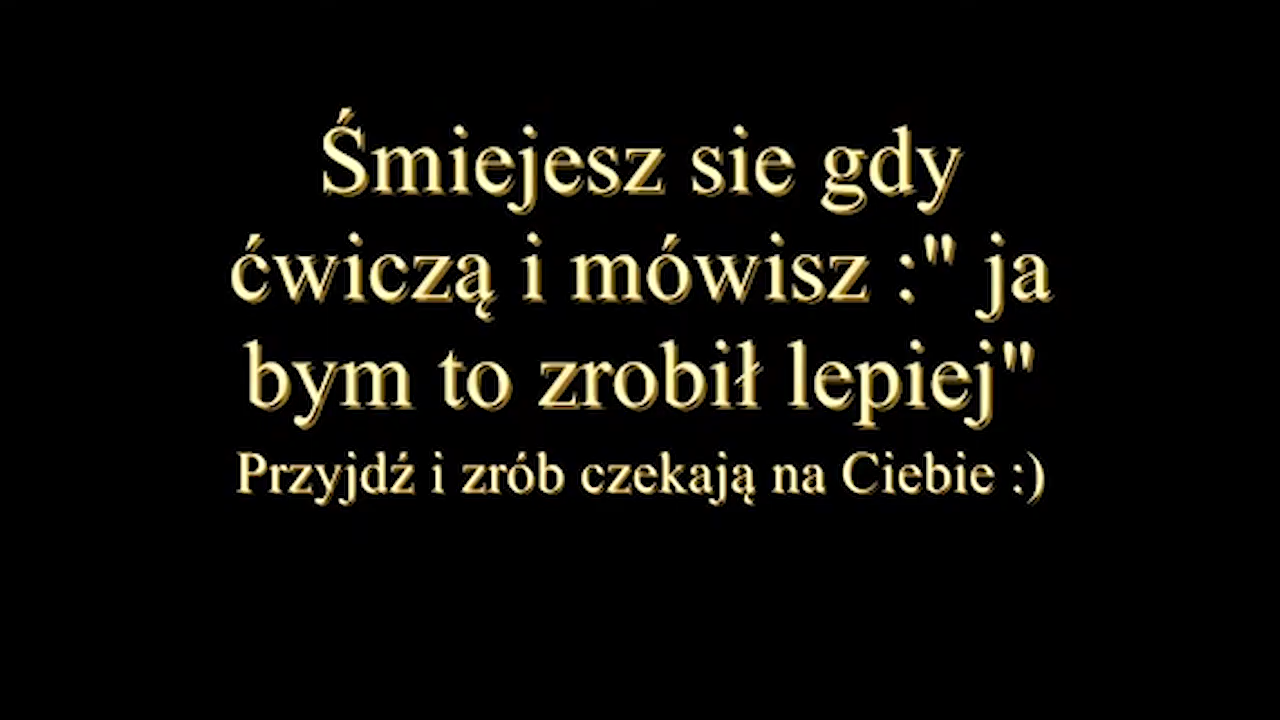 Śmiejesz sie gdy
ćwiczą i mówisz :" ja
bym to zrobił lepiej"
Przyjdź i zrób czekają na Ciebie :)